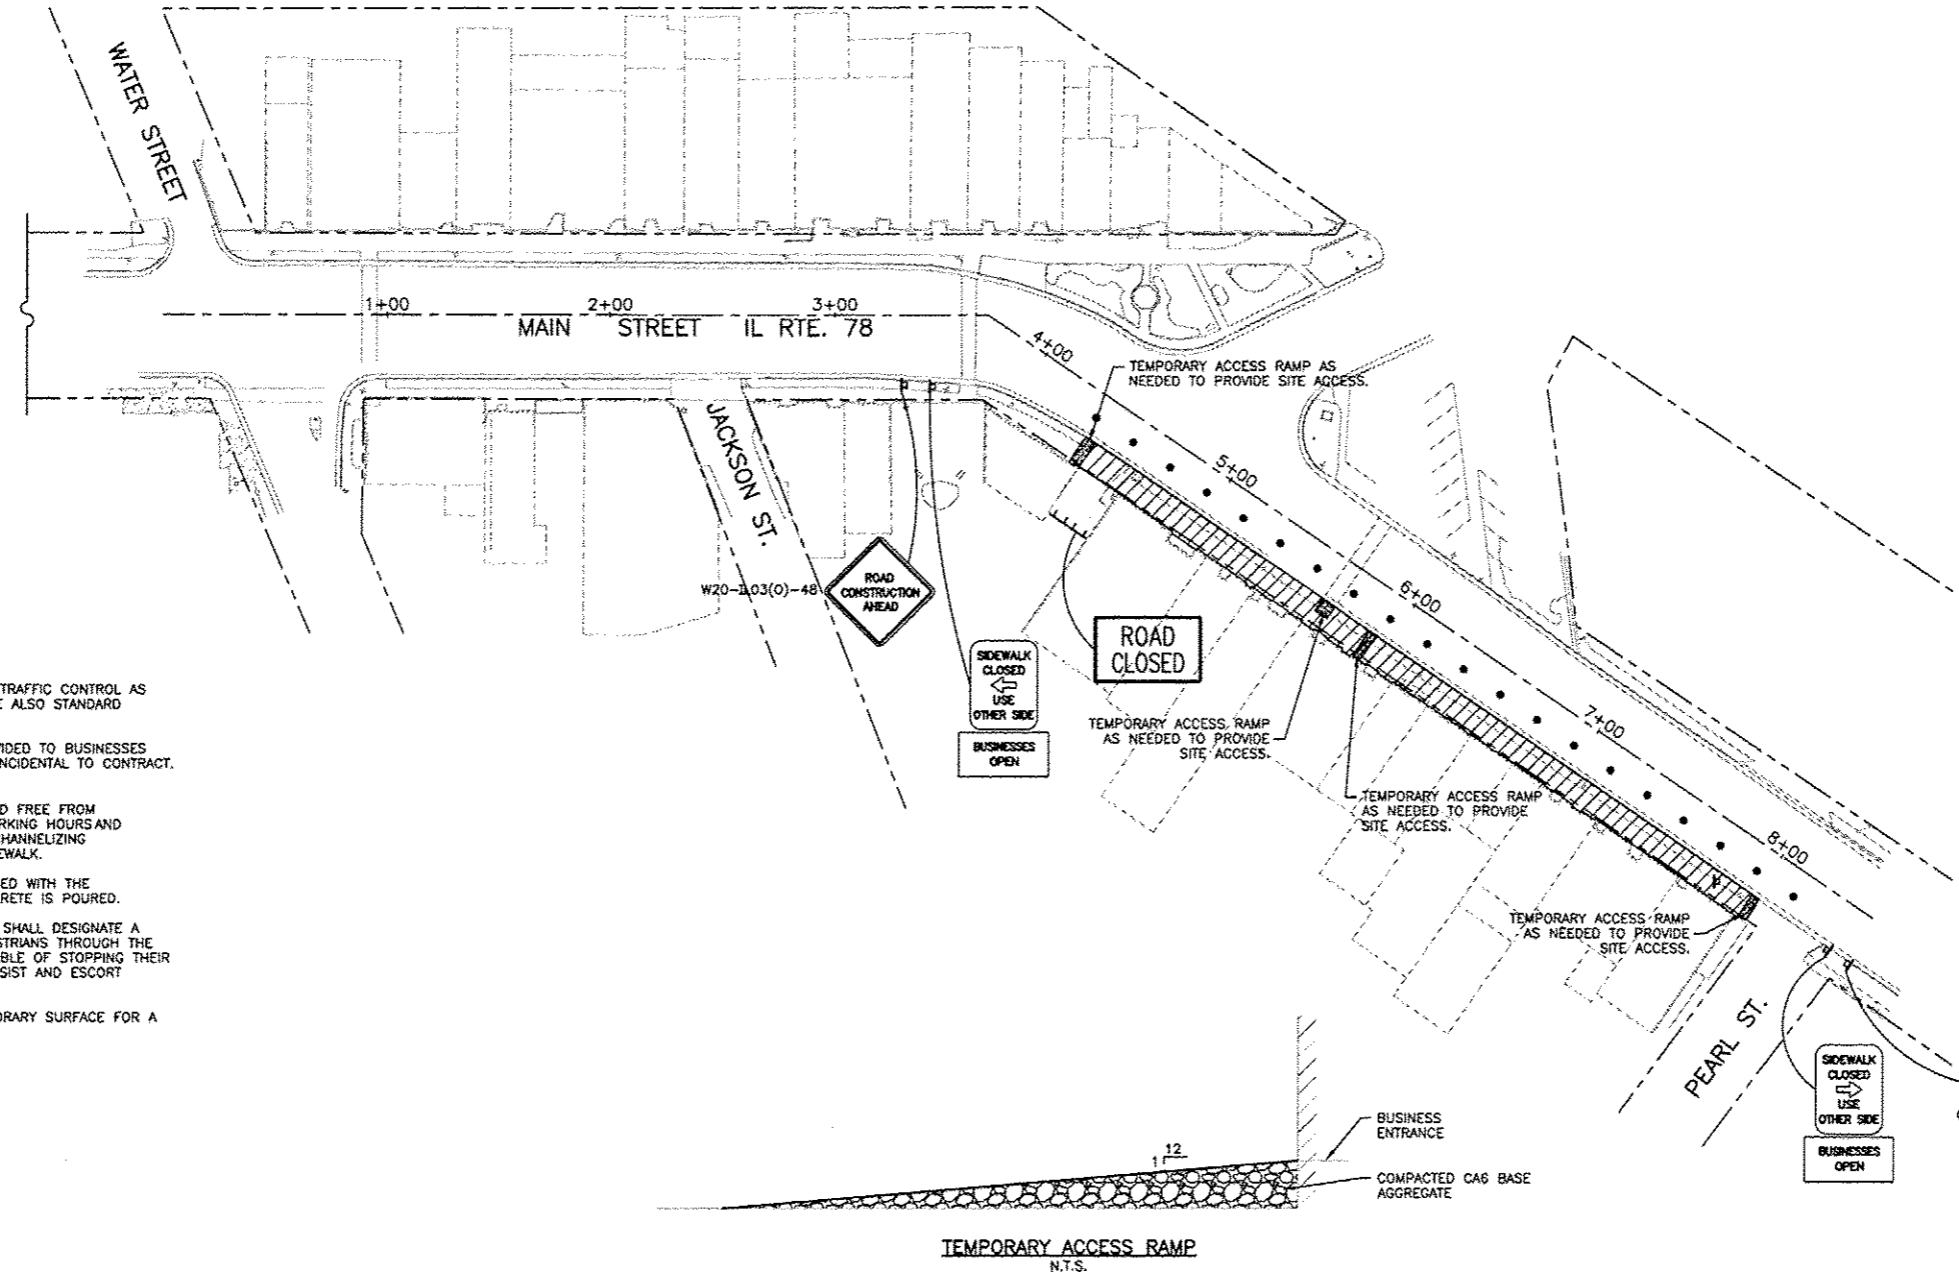 WATER STREET
1+00
2+00
3+00
MAIN STREET IL RTE. 78
4+00
TEMPORARY ACCESS RAMP AS
NEEDED TO PROVIDE SITE ACCESS.
5+00
JACKSON ST.
W20-I103(O)-48
ROAD
CONSTRUCTION
AHEAD
6+00
ROAD
CLOSED
SIDEWALK
CLOSED
USE
OTHER SIDE
BUSINESSES
OPEN
TEMPORARY ACCESS RAMP
AS NEEDED TO PROVIDE
SITE ACCESS.
7+00
TEMPORARY ACCESS RAMP
AS NEEDED TO PROVIDE
SITE ACCESS.
8+00
TEMPORARY ACCESS RAMP
AS NEEDED TO PROVIDE
SITE ACCESS.
TRAFFIC CONTROL AS
ALSO STANDARD
VIDED TO BUSINESSES
NCIDENTAL TO CONTRACT.
D FREE FROM
RKING HOURS AND
HANNELIZING
EWALK.
ED WITH THE
RETE IS POURED.
SHALL DESIGNATE A
STRIANS THROUGH THE
BLE OF STOPPING THEIR
SIST AND ESCORT
ORARY SURFACE FOR A
PEARL ST.
SIDEWALK
CLOSED
USE
OTHER SIDE
BUSINESSES
OPEN
BUSINESS
ENTRANCE
12
1
COMPACTED CA6 BASE
AGGREGATE
TEMPORARY ACCESS RAMP
N.T.S.